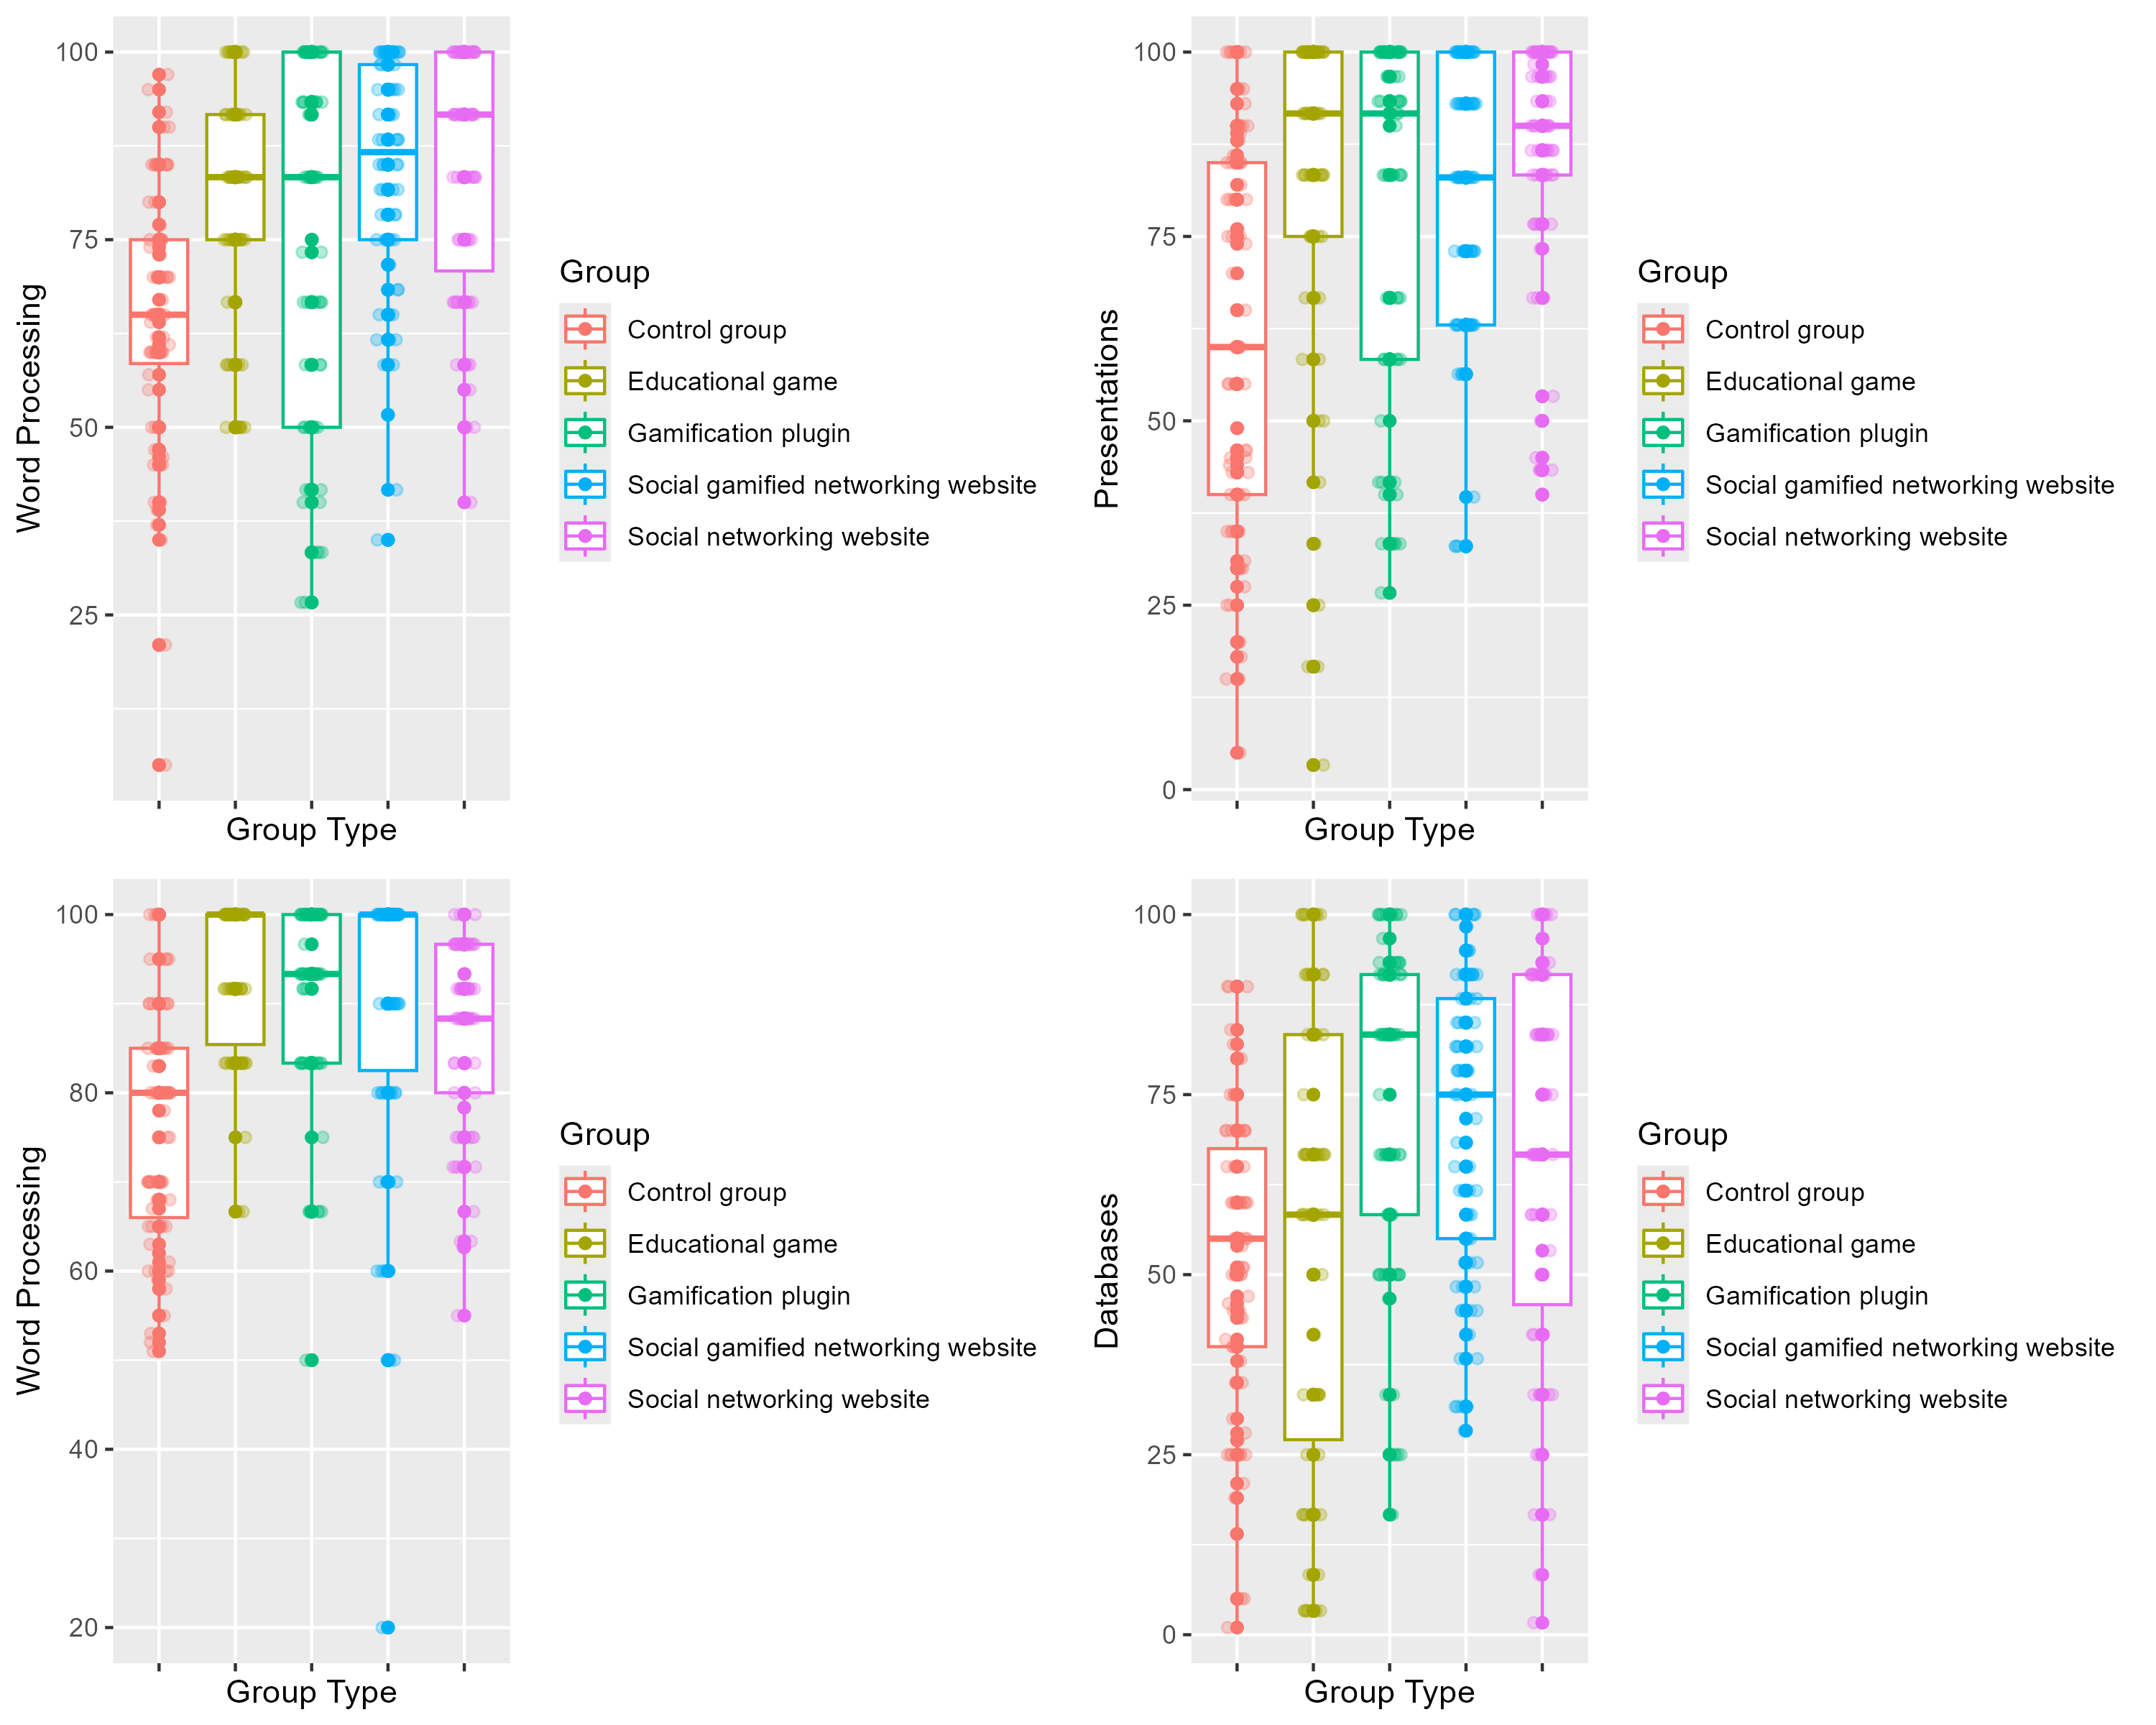 Word Processing
100
75
50
25
Group Type
Group
Control group
Educational game
Gamification plugin
Social gamified networking website
Social networking website
Presentations
100
75
50
25
0
Group Type
Group
Control group
Educational game
Gamification plugin
Social gamified networking website
Social networking website
Word Processing
100
80
60
40
20
Group Type
Group
Control group
Educational game
Gamification plugin
Social gamified networking website
Social networking website
Databases
100
75
50
25
0
Group Type
Group
Control group
Educational game
Gamification plugin
Social gamified networking website
Social networking website